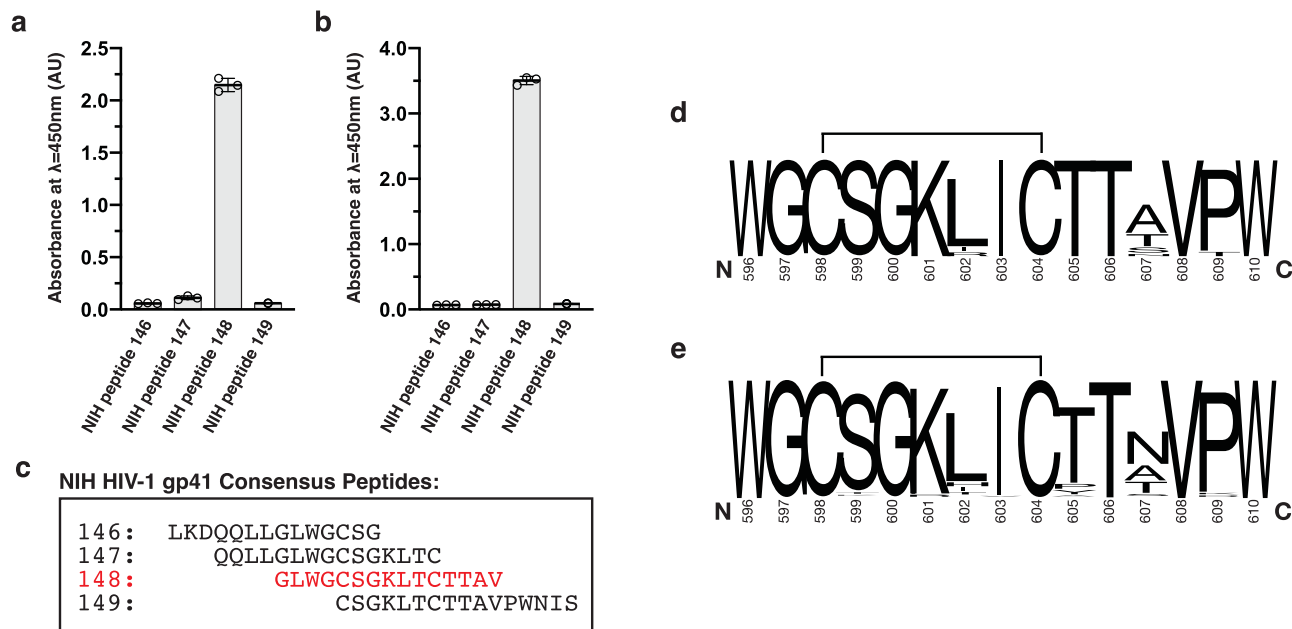 a
Absorbance at λ=450nm (AU)
2.5
2.0
1.5
1.0
0.5
0.0
NIH peptide 146
NIH peptide 147
NIH peptide 148
NIH peptide 149
b
Absorbance at λ=450nm (AU)
4.0
3.0
2.0
1.0
0.0
NIH peptide 146
NIH peptide 147
NIH peptide 148
NIH peptide 149
c
NIH HIV-1 gp41 Consensus Peptides:
146: LKDQQLLGLWGCSG
147: QQLLGLWGCSGKLTC
148: GLWGCSGKLTCTTAV
149: CSGKLTCTTAVPWNIS
d
WGCSGKLICTTAVPW
N 596 597 598 599 600 601 602 603 604 605 606 607 608 609 610 C
e
WGCSGKLICTTNVPW
A
N 596 597 598 599 600 601 602 603 604 605 606 607 608 609 610 C